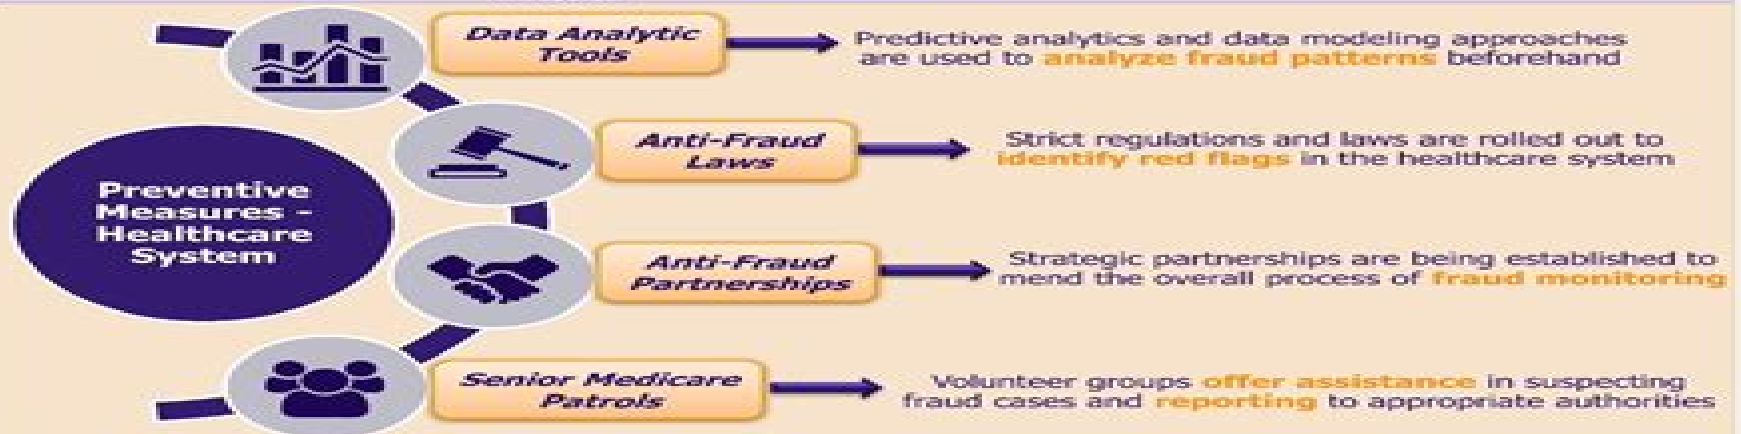 Preventive
Measures -
Healthcare
System
Data Analytic
Tools
Predictive analytics and data modeling approaches
are used to analyze fraud patterns beforehand
Anti-Fraud
Laws
Strict regulations and laws are rolled out to
identify red flags in the healthcare system
Anti-Fraud
Partnerships
Strategic partnerships are being established to
mend the overall process of fraud monitoring
Senior Medicare
Patrols
Volunteer groups offer assistance in suspecting
fraud cases and reporting to appropriate authorities